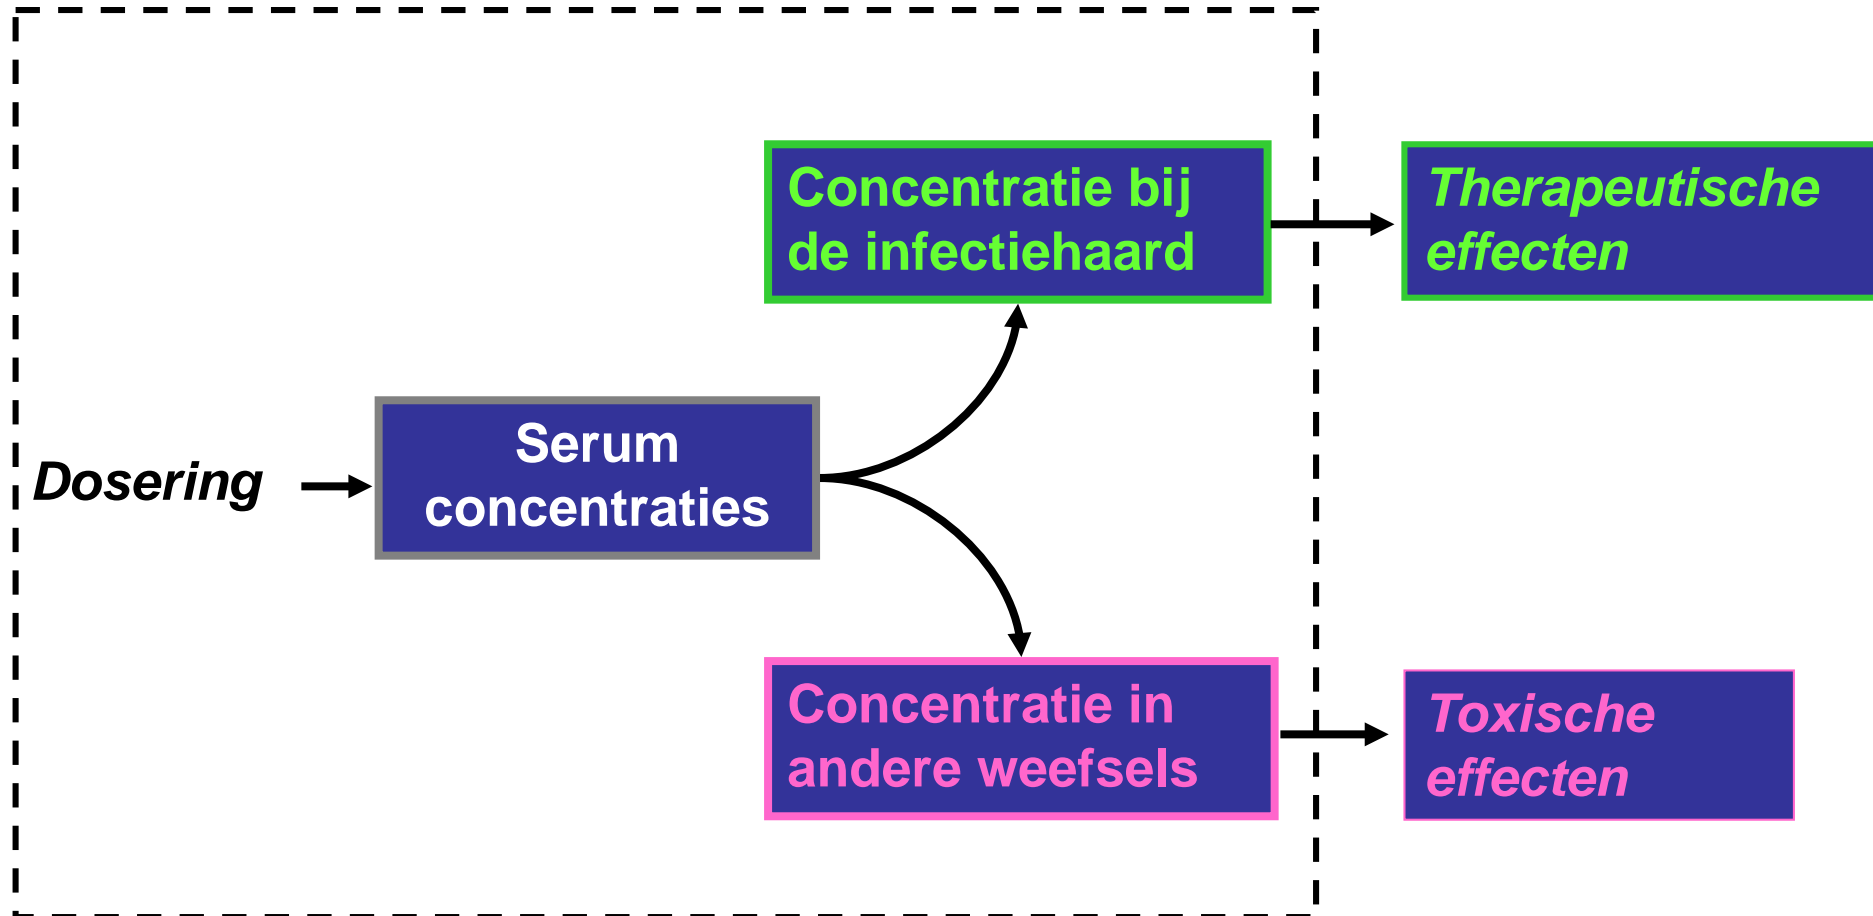 Concentratie bij
de infectiehaard
Therapeutische
effecten
Dosering
Serum
concentraties
Concentratie in
andere weefsels
Toxische
effecten